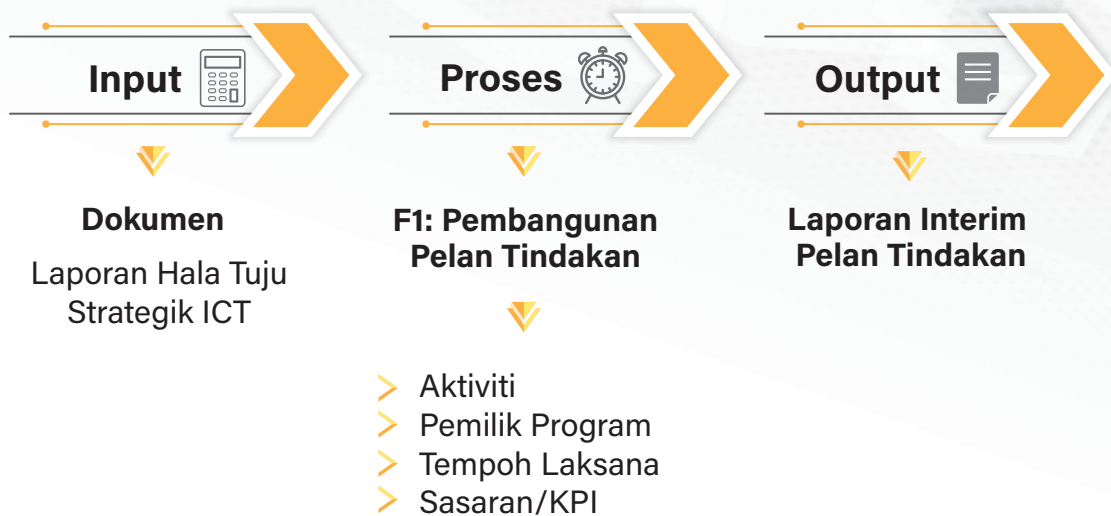 Input
Dokumen
Laporan Hala Tuju
Strategik ICT
Proses
F1: Pembangunan
Pelan Tindakan
Aktiviti
Pemilik Program
Tempoh Laksana
Sasaran/KPI
Output
Laporan Interim
Pelan Tindakan